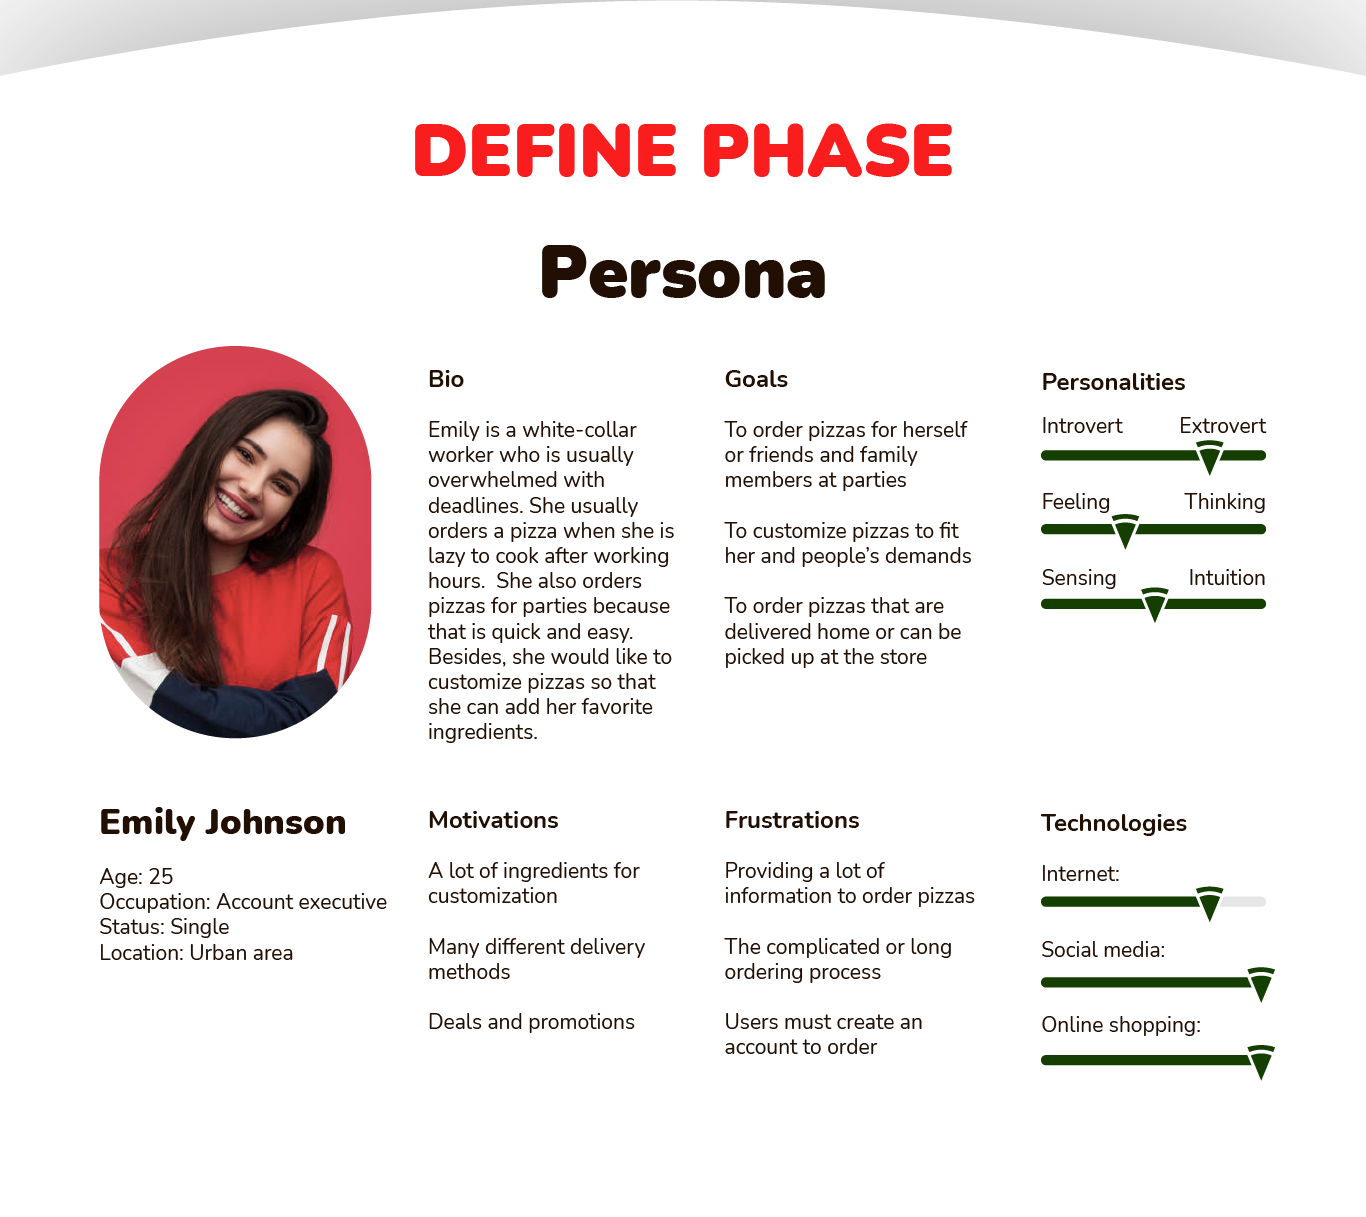 DEFINE PHASE
Persona
Bio
Emily is a white-collar
worker who is usually
overwhelmed with
deadlines. She usually
orders a pizza when she is
lazy to cook after working
hours.  She also orders
pizzas for parties because
that is quick and easy.
Besides, she would like to
customize pizzas so that
she can add her favorite
ingredients.
Goals
To order pizzas for herself
or friends and family
members at parties
To customize pizzas to fit
her and people’s demands
To order pizzas that are
delivered home or can be
picked up at the store
Personalities
Introvert Extrovert
Feeling Thinking
Sensing Intuition
Emily Johnson
Age: 25
Occupation: Account executive
Status: Single
Location: Urban area
Motivations
A lot of ingredients for
customization
Many different delivery
methods
Deals and promotions
Frustrations
Providing a lot of
information to order pizzas
The complicated or long
ordering process
Users must create an
account to order
Technologies
Internet:
Social media:
Online shopping: